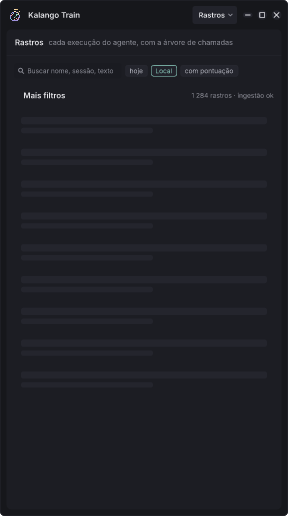 Kalango Train
Rastros
Rastros cada execução do agente, com a árvore de chamadas
Buscar nome, sessão, texto
hoje
Local
com pontuação
Mais filtros
1 284 rastros · ingestão ok